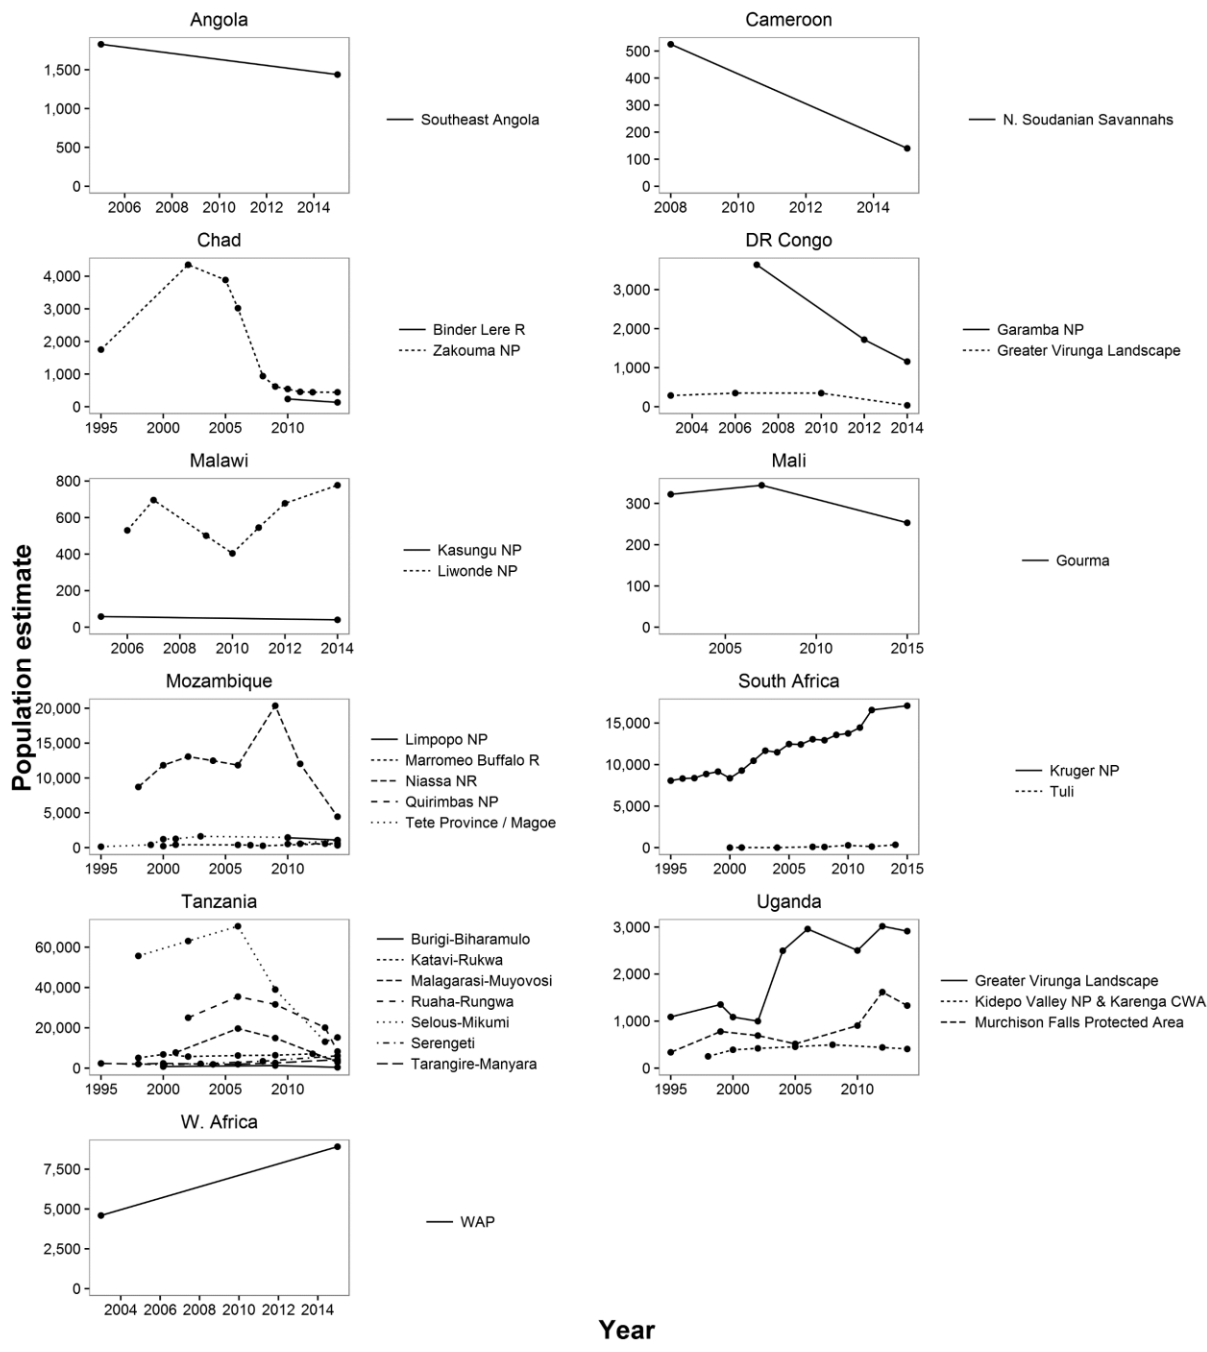 Angola
1,500
1,000
500
0
2006 2008 2010 2012 2014
Southeast Angola
Cameroon
500
400
300
200
100
0
2008 2010 2012 2014
N. Soudanian Savannahs
Chad
4,000
3,000
2,000
1,000
0
1995 2000 2005 2010
Binder Lere R
Zakouma NP
DR Congo
3,000
2,000
1,000
0
2004 2006 2008 2010 2012 2014
Garamba NP
Greater Virunga Landscape
Malawi
800
600
400
200
0
2006 2008 2010 2012 2014
Kasungu NP
Liwonde NP
Mali
300
200
100
0
2005 2010 2015
Gourma
Population estimate
Mozambique
20,000
15,000
10,000
5,000
0
1995 2000 2005 2010
Limpopo NP
Marromeo Buffalo R
Niassa NR
Quirimbas NP
Tete Province / Magoe
South Africa
15,000
10,000
5,000
0
1995 2000 2005 2010 2015
Kruger NP
Tuli
Tanzania
60,000
40,000
20,000
0
1995 2000 2005 2010
Burigi-Biharamulo
Katavi-Rukwa
Malagarasi-Muyovosi
Ruaha-Rungwa
Selous-Mikumi
Serengeti
Tarangire-Manyara
Uganda
3,000
2,000
1,000
0
1995 2000 2005 2010
Greater Virunga Landscape
Kidepo Valley NP & Karenga CWA
Murchison Falls Protected Area
W. Africa
7,500
5,000
2,500
0
2004 2006 2008 2010 2012 2014
WAP
Year